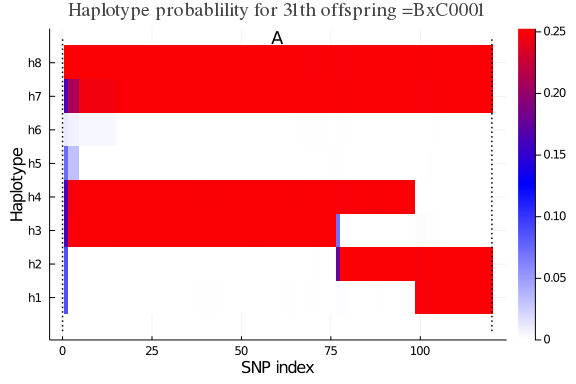 Haplotype probablility for 31th offspring =BxC0001
A
h8
h7
h6
h5
h4
h3
h2
h1
Haplotype
0
25
50
75
100
SNP index
0.25
0.20
0.15
0.10
0.05
0